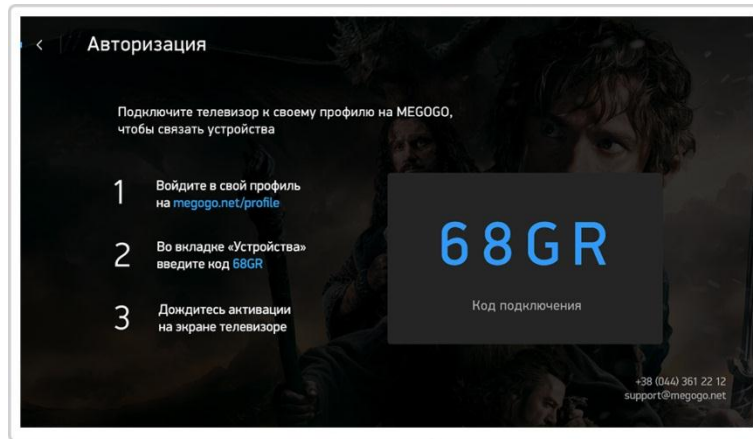 Авторизация
Подключите телевизор к своему профилю на MEGOGO,
чтобы связать устройства
1
Войдите в свой профиль
на megogo.net/profile
2
Во вкладке «Устройства»
введите код 68GR
3
Дождитесь активации
на экране телевизоре
68GR
Код подключения
+38 (044) 361 22 12
support@megogo.net